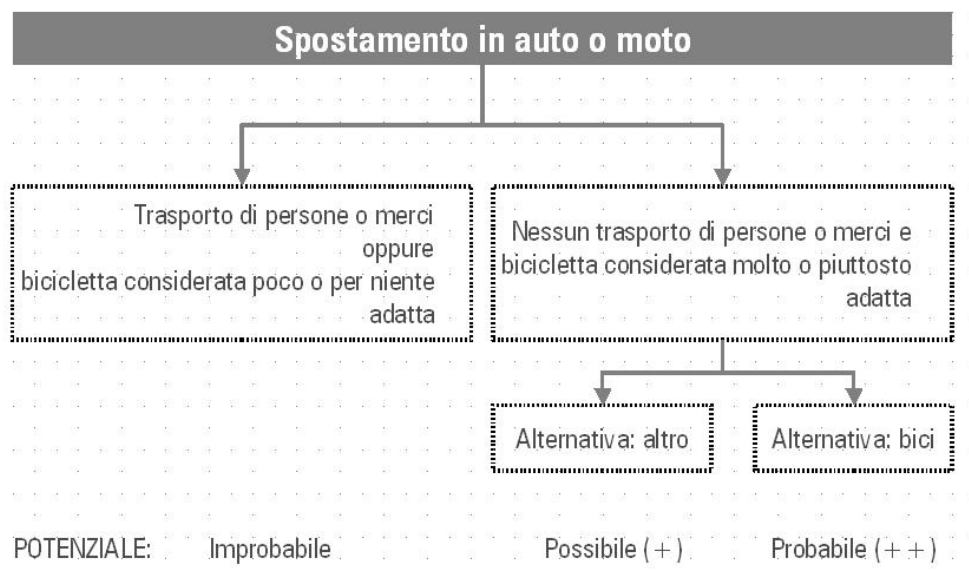 Spostamento in auto o moto
Trasporto di persone o merci
oppure
bicicletta considerata poco o per niente
adatta
Nessun trasporto di persone o merci e
bicicletta considerata molto o piuttosto
adatta
Alternativa: altro
Alternativa: bici
POTENZIALE: Improbabile Possibile (+) Probabile (++)